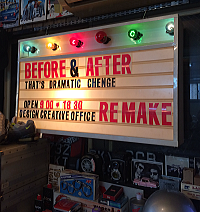 BEFORE & AFTER
THAT'S DRAMATIC CHENGE
OPEN 9.00 - 18:30
DESIGN CREATIVE OFFICE
RE MAKE